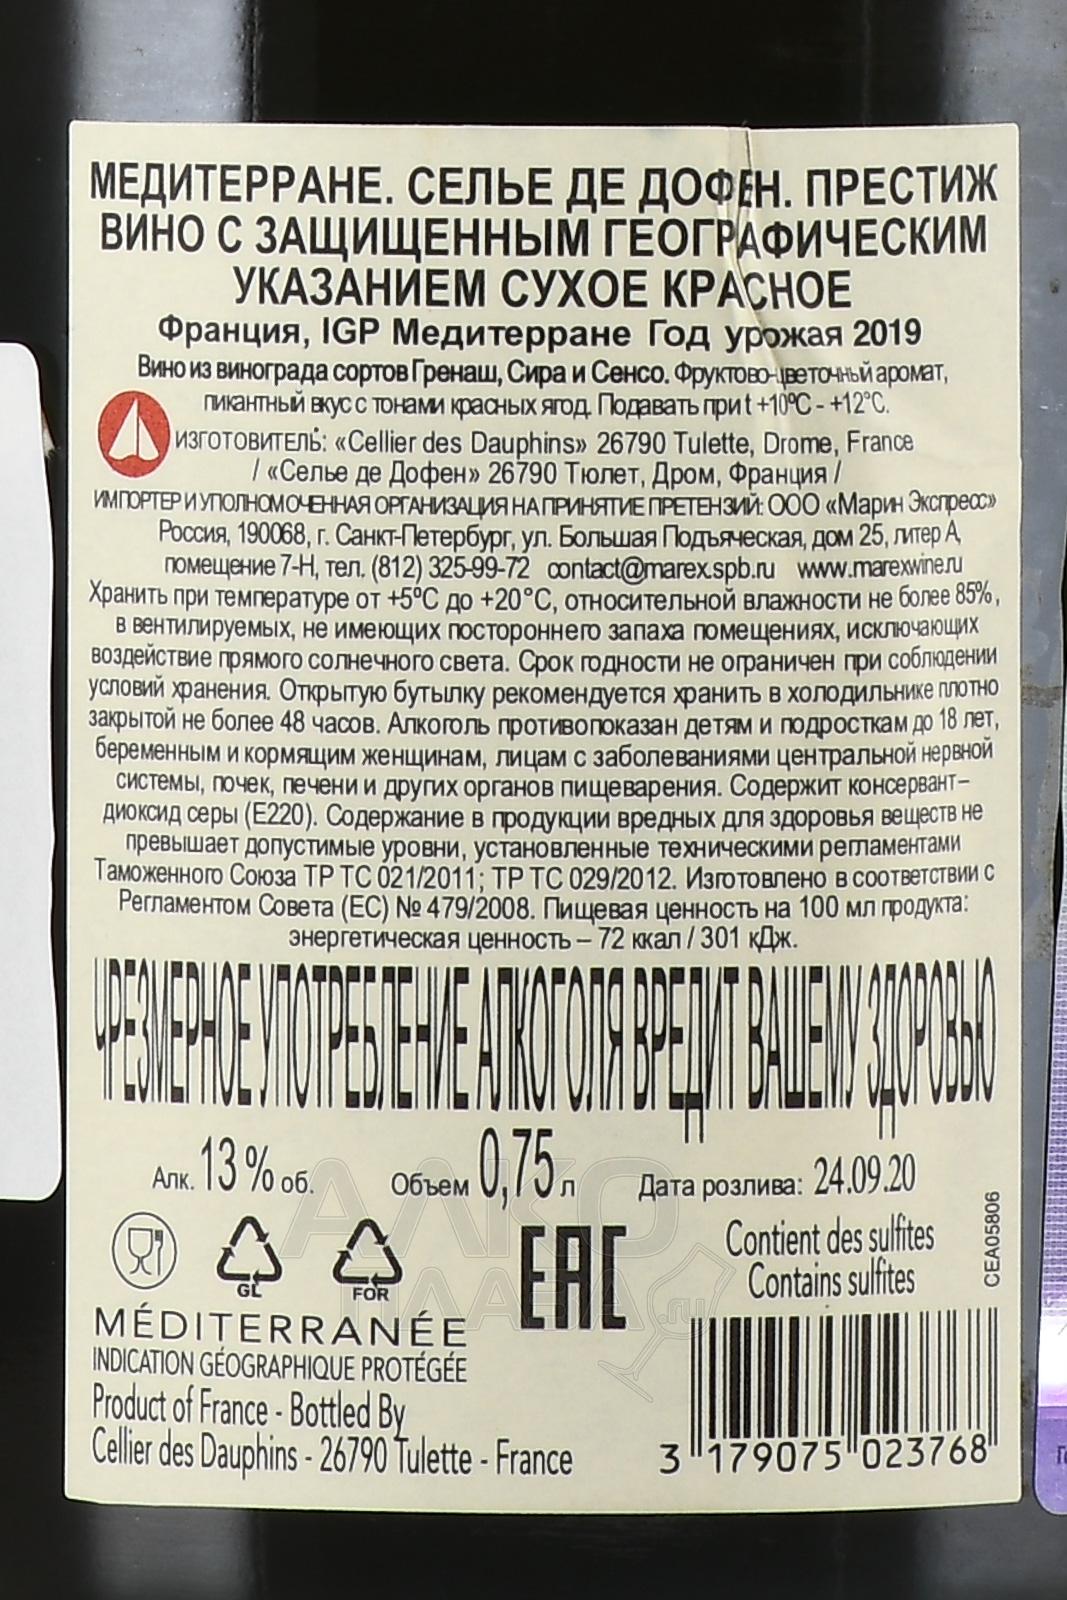 МЕДИТЕРРАНЕ. СЕЛЬЕ ДЕ ДОФЕН. ПРЕСТИЖ
ВИНО С ЗАЩИЩЕННЫМ ГЕОГРАФИЧЕСКИМ
УКАЗАНИЕМ СУХОЕ КРАСНОЕ
Франция, IGP Медитерране Год урожая 2019
Вино из винограда сортов Гренаш, Сира и Сенсо. Фруктово-цветочный аромат,
пикантный вкус с тонами красных ягод. Подавать при t +10°C - +12°C.
ИЗГОТОВИТЕЛЬ: «Cellier des Dauphins» 26790 Tulette, Drome, France
/ «Селье де Дофен» 26790 Тюлет, Дром, Франция /
ИМПОРТЕР И УПОЛНОМОЧЕННАЯ ОРГАНИЗАЦИЯ НА ПРИНЯТИЕ ПРЕТЕНЗИЙ: ООО «Марин Экспресс»
Россия, 190068, г. Санкт-Петербург, ул. Большая Подъяческая, дом 25, литер А,
помещение 7-Н, тел. (812) 325-99-72 contact@marex.spb.ru www.marexwine.ru
Хранить при температуре от +5°C до +20°C, относительной влажности не более 85%,
в вентилируемых, не имеющих постороннего запаха помещениях, исключающих
воздействие прямого солнечного света. Срок годности не ограничен при соблюдении
условий хранения. Открытую бутылку рекомендуется хранить в холодильнике плотно
закрытой не более 48 часов. Алкоголь противопоказан детям и подросткам до 18 лет,
беременным и кормящим женщинам, лицам с заболеваниями центральной нервной
системы, почек, печени и других органов пищеварения. Содержит консервант–
диоксид серы (Е220). Содержание в продукции вредных для здоровья веществ не
превышает допустимые уровни, установленные техническими регламентами
Таможенного Союза ТР ТС 021/2011; ТР ТС 029/2012. Изготовлено в соответствии с
Регламентом Совета (ЕС) № 479/2008. Пищевая ценность на 100 мл продукта:
энергетическая ценность – 72 ккал / 301 кДж.
ЧРЕЗМЕРНОЕ УПОТРЕБЛЕНИЕ АЛКОГОЛЯ ВРЕДИТ ВАШЕМУ ЗДОРОВЬЮ
Алк. 13 % об. Объем 0,75 л Дата розлива: 24.09.20
GL FOR EAC
Contient des sulfites
Contains sulfites
CEA05806
АЛКО
ПЛАВА.ru
MÉDITERRANÉE
INDICATION GÉOGRAPHIQUE PROTÉGÉE
Product of France - Bottled By
Cellier des Dauphins - 26790 Tulette - France
3 179075 023768